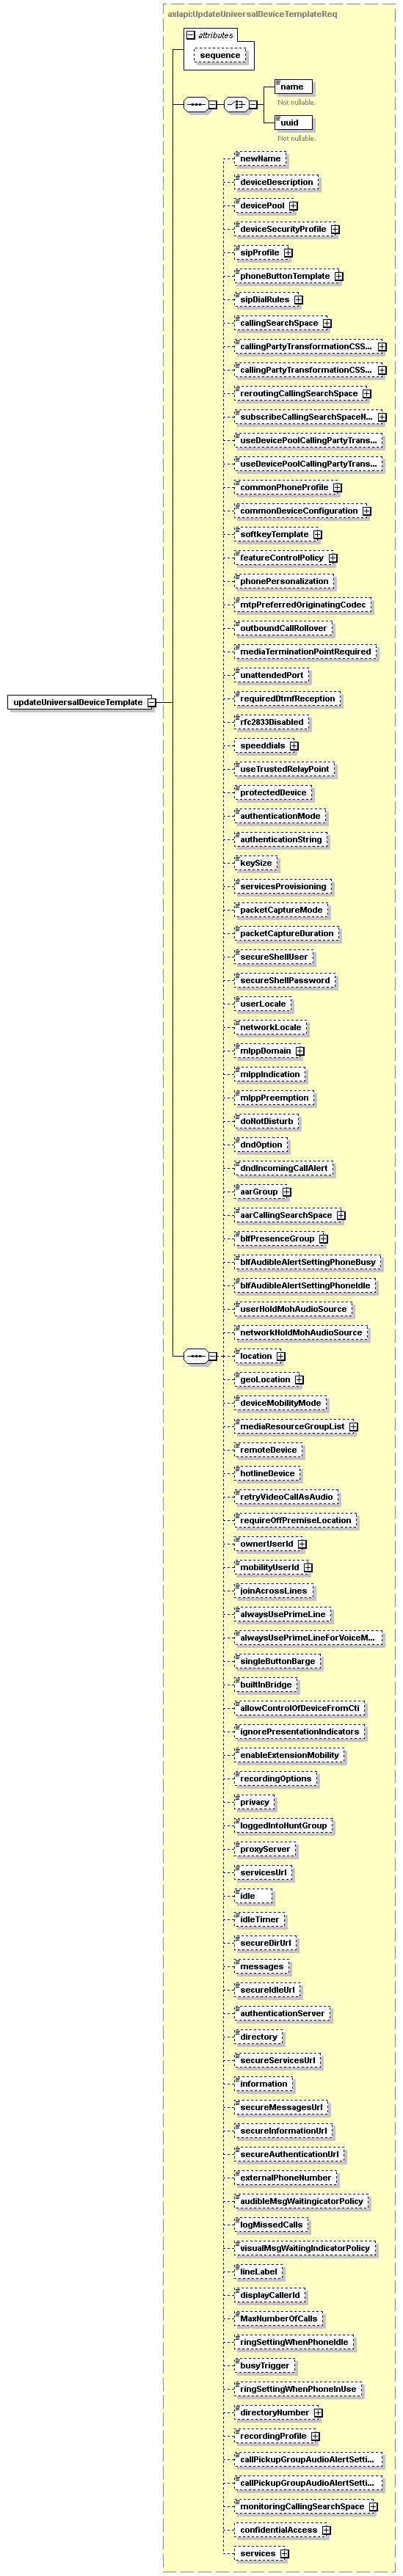 axlapi:UpdateUniversalDeviceTemplateReq
attributes
sequence
name
Not nullable.
uuid
Not nullable.
newName
deviceDescription
devicePool
deviceSecurityProfile
sipProfile
phoneButtonTemplate
sipDialRules
callingSearchSpace
callingPartyTransformationCSS...
callingPartyTransformationCSS...
reroutingCallingSearchSpace
subscribeCallingSearchSpaceN...
useDevicePoolCallingPartyTrans...
useDevicePoolCallingPartyTrans...
commonPhoneProfile
commonDeviceConfiguration
softkeyTemplate
featureControlPolicy
phonePersonalization
mtpPreferredOriginatingCodec
outboundCallRollover
mediaTerminationPointRequired
unattendedPort
updateUniversalDeviceTemplate
requiredDtmfReception
rfc2833Disabled
speeddials
useTrustedRelayPoint
protectedDevice
authenticationMode
authenticationString
keySize
servicesProvisioning
packetCaptureMode
packetCaptureDuration
secureShellUser
secureShellPassword
userLocale
networkLocale
mlppDomain
mlppIndication
mlppPreemption
doNotDisturb
dndOption
dndIncomingCallAlert
aarGroup
aarCallingSearchSpace
blfPresenceGroup
blfAudibleAlertSettingPhoneBusy
blfAudibleAlertSettingPhoneIdle
userHoldMohAudioSource
networkHoldMohAudioSource
location
geoLocation
deviceMobilityMode
mediaResourceGroupList
remoteDevice
hotlineDevice
retryVideoCallAsAudio
requireOffPremiseLocation
ownerUserId
mobilityUserId
joinAcrossLines
alwaysUsePrimeLine
alwaysUsePrimeLineForVoiceM...
singleButtonBarge
builtInBridge
allowControlOfDeviceFromCti
ignorePresentationIndicators
enableExtensionMobility
recordingOptions
privacy
loggedIntoHuntGroup
proxyServer
servicesUrl
idle
idleTimer
secureDirUrl
messages
secureIdleUrl
authenticationServer
directory
secureServicesUrl
information
secureMessagesUrl
secureInformationUrl
secureAuthenticationUrl
externalPhoneNumber
audibleMsgWaitingicatorPolicy
logMissedCalls
visualMsgWaitingIndicatorPolicy
lineLabel
displayCallerId
MaxNumberOfCalls
ringSettingWhenPhoneIdle
busyTrigger
ringSettingWhenPhoneInUse
directoryNumber
recordingProfile
callPickupGroupAudioAlertSetti...
callPickupGroupAudioAlertSetti...
monitoringCallingSearchSpace
confidentialAccess
services